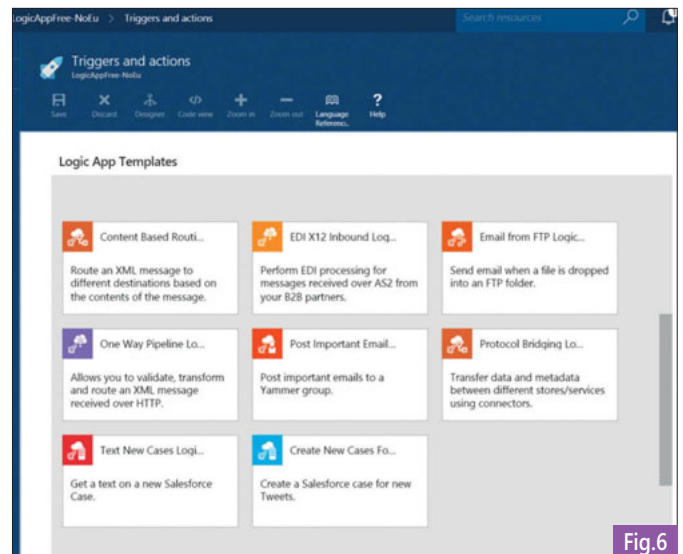 LogicAppFree-NoEu > Triggers and actions
Search resources
1
Triggers and actions
LogicAppFree-NoEu
Save Discard Designer Code view Zoom in Zoom out Language Help
Referenc..
Logic App Templates
Content Based Routi...
Route an XML message to
different destinations based on
the contents of the message.
EDI X12 Inbound Log...
Perform EDI processing for
messages received over AS2 from
your B2B partners.
Email from FTP Logic...
Send email when a file is dropped
into an FTP folder.
One Way Pipeline Lo...
Allows you to validate, transform
and route an XML message
received over HTTP.
Post Important Email...
Post important emails to a
Yammer group.
Protocol Bridging Lo...
Transfer data and metadata
between different stores/services
using connectors.
Text New Cases Logi...
Get a text on a new Salesforce
Case.
Create New Cases Fo...
Create a Salesforce case for new
Tweets.
Fig.6